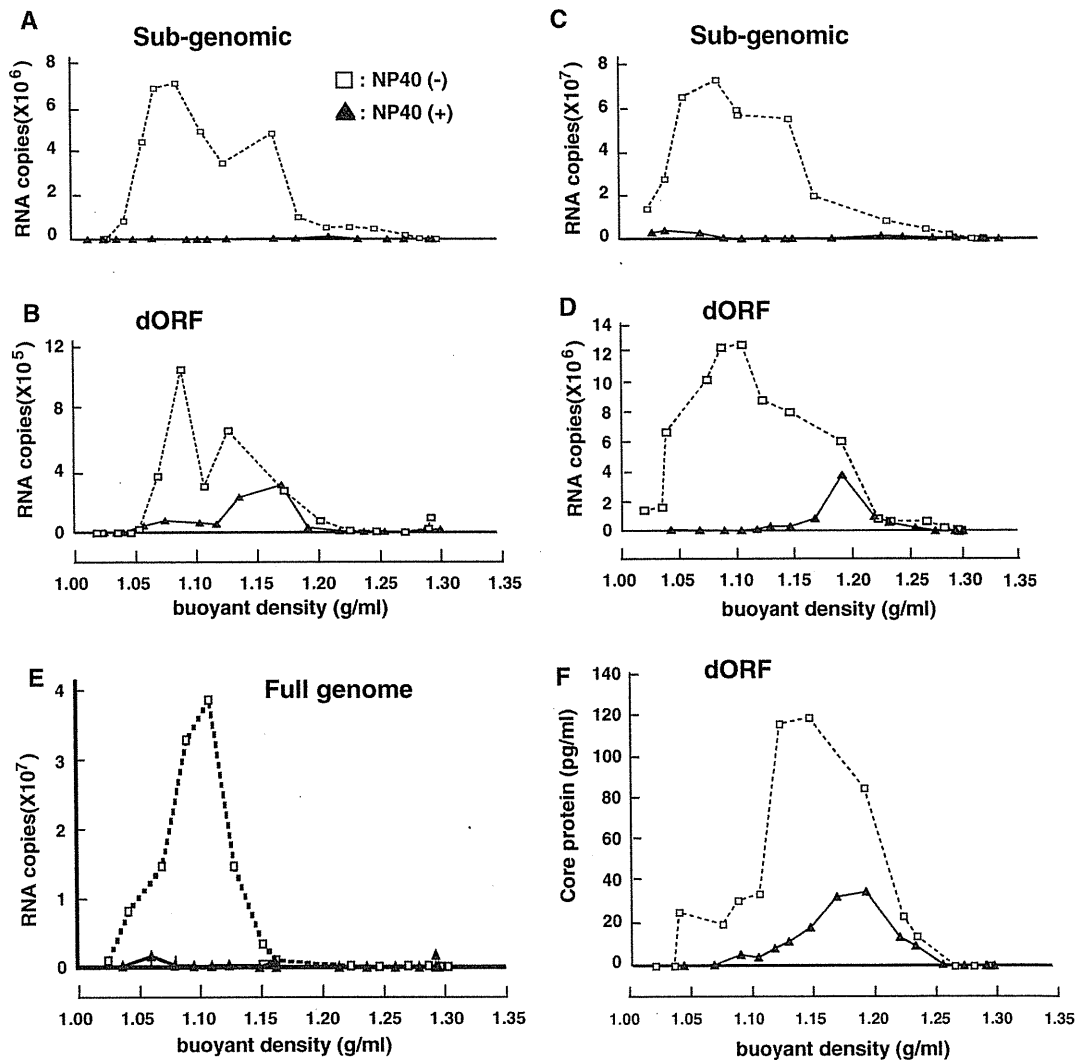 A
Sub-genomic
RNA copies(X10⁶)
8
6
4
2
0
□ : NP40 (-)
▲ : NP40 (+)
C
Sub-genomic
RNA copies(X10⁷)
8
6
4
2
0
B
dORF
RNA copies(X10⁵)
12
8
4
0
1.00 1.05 1.10 1.15 1.20 1.25 1.30 1.35
buoyant density (g/ml)
D
dORF
RNA copies(X10⁶)
14
12
10
8
6
4
2
0
1.00 1.05 1.10 1.15 1.20 1.25 1.30 1.35
buoyant density (g/ml)
E
Full genome
RNA copies(X10⁷)
4
3
2
1
0
1.00 1.05 1.10 1.15 1.20 1.25 1.30 1.35
buoyant density (g/ml)
F
dORF
Core protein (pg/ml)
140
120
100
80
60
40
20
0
1.00 1.05 1.10 1.15 1.20 1.25 1.30 1.35
buoyant density (g/ml)